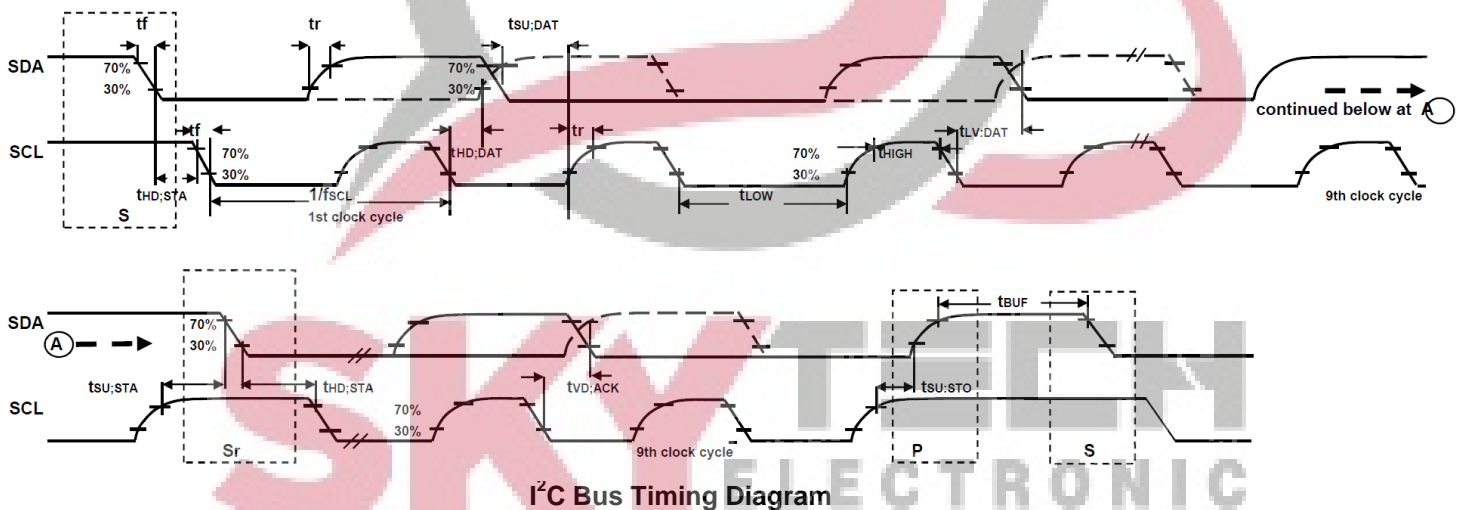 tf tr tSU;DAT
SDA 70% 70%
30% 30%
continued below at A
tf tHD;DAT tr tLV:DAT
SCL 70% 70% tHIGH
30% 30%
tHD;STA 1/fSCL tLOW
S 1st clock cycle 9th clock cycle
tBUF
SDA 70%
A 30%
tSU;STA tHD;STA tVD;ACK tSU:STO
SCL 70%
30%
Sr 9th clock cycle P S
I²C Bus Timing Diagram
SKYTECH
ELECTRONIC